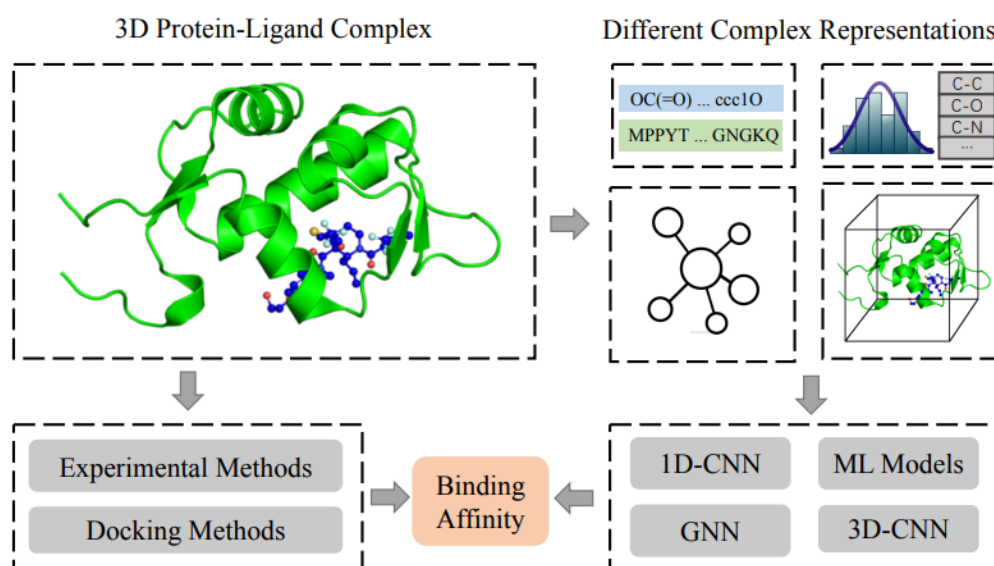 3D Protein-Ligand Complex
Different Complex Representations
OC(=O) ... ccc1O
MPPYT ... GNGKQ
C-C
C-O
C-N
...
Experimental Methods
Docking Methods
Binding
Affinity
1D-CNN
ML Models
GNN
3D-CNN